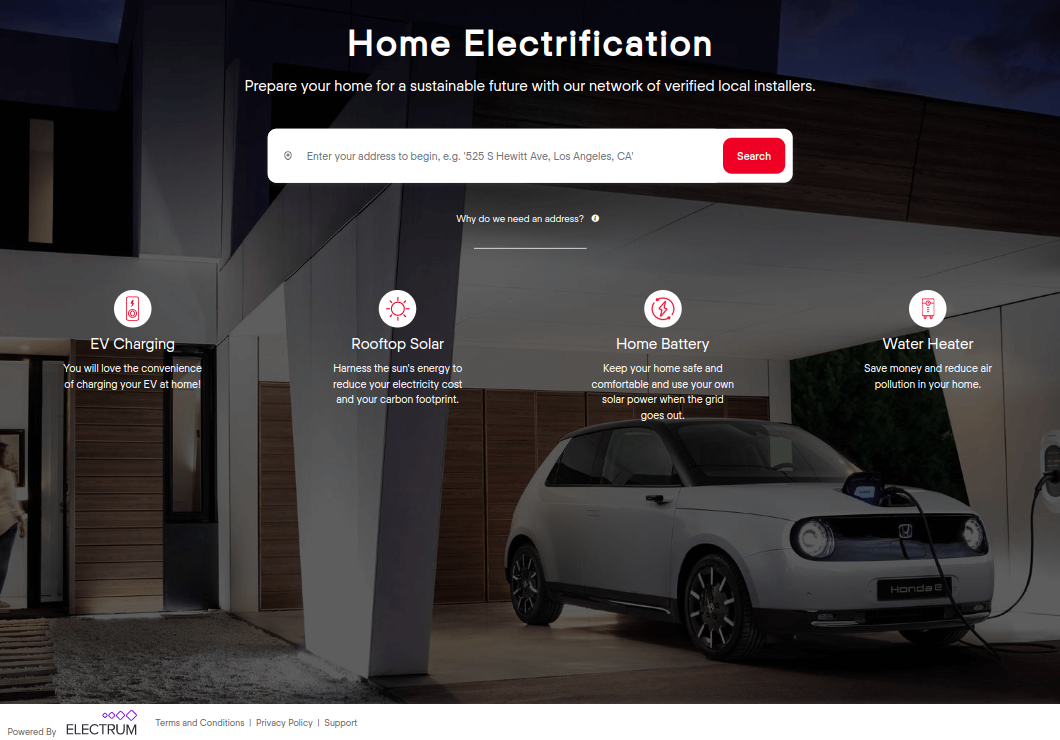 Home Electrification
Prepare your home for a sustainable future with our network of verified local installers.
Enter your address to begin, e.g. '525 S Hewitt Ave, Los Angeles, CA'
Search
Why do we need an address?
EV Charging
You will love the convenience
of charging your EV at home!
Rooftop Solar
Harness the sun's energy to
reduce your electricity cost
and your carbon footprint.
Home Battery
Keep your home safe and
comfortable and use your own
solar power when the grid
goes out.
Water Heater
Save money and reduce air
pollution in your home.
Honda e
Powered By
ELECTRUM
Terms and Conditions | Privacy Policy | Support